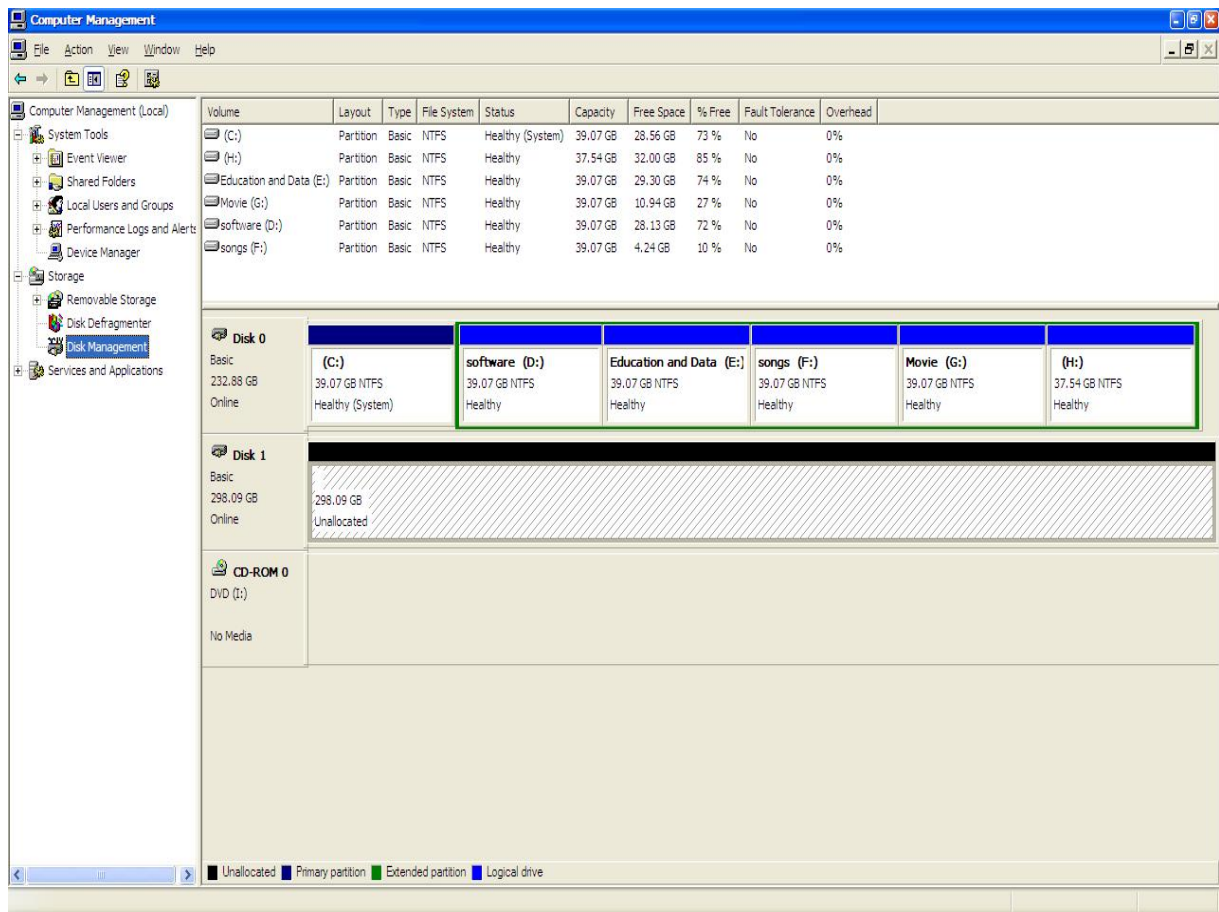 Computer Management
File Action View Window Help
Computer Management (Local)
System Tools
Event Viewer
Shared Folders
Local Users and Groups
Performance Logs and Alerts
Device Manager
Storage
Removable Storage
Disk Defragmenter
Disk Management
Services and Applications
Volume Layout Type File System Status Capacity Free Space % Free Fault Tolerance Overhead
(C:) Partition Basic NTFS Healthy (System) 39.07 GB 28.56 GB 73 % No 0%
(H:) Partition Basic NTFS Healthy 37.54 GB 32.00 GB 85 % No 0%
Education and Data (E:) Partition Basic NTFS Healthy 39.07 GB 29.30 GB 74 % No 0%
Movie (G:) Partition Basic NTFS Healthy 39.07 GB 10.94 GB 27 % No 0%
software (D:) Partition Basic NTFS Healthy 39.07 GB 28.13 GB 72 % No 0%
songs (F:) Partition Basic NTFS Healthy 39.07 GB 4.24 GB 10 % No 0%
Disk 0
Basic
232.88 GB
Online
(C:)
39.07 GB NTFS
Healthy (System)
software (D:)
39.07 GB NTFS
Healthy
Education and Data (E:)
39.07 GB NTFS
Healthy
songs (F:)
39.07 GB NTFS
Healthy
Movie (G:)
39.07 GB NTFS
Healthy
(H:)
37.54 GB NTFS
Healthy
Disk 1
Basic
298.09 GB
Online
298.09 GB
Unallocated
CD-ROM 0
DVD (I:)
No Media
Unallocated Primary partition Extended partition Logical drive